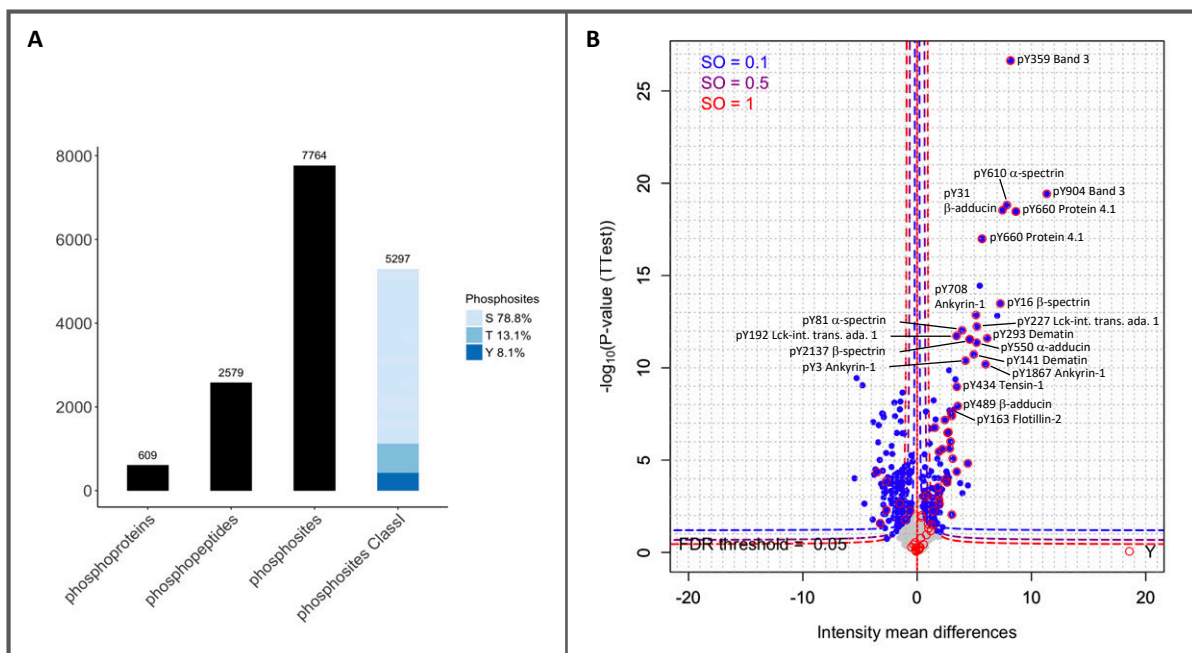 A
8000
6000
4000
2000
0
609
2579
7764
5297
phosphoproteins
phosphopeptides
phosphosites
phosphosites ClassI
Phosphosites
S 78.8%
T 13.1%
Y 8.1%
B
SO = 0.1
SO = 0.5
SO = 1
-log10(P-value (TTest))
25
20
15
10
5
0
pY359 Band 3
pY610 α-spectrin
pY904 Band 3
pY31
β-adducin
pY660 Protein 4.1
pY660 Protein 4.1
pY708
Ankyrin-1
pY16 β-spectrin
pY81 α-spectrin
pY227 Lck-int. trans. ada. 1
pY192 Lck-int. trans. ada. 1
pY293 Dematin
pY2137 β-spectrin
pY550 α-adducin
pY3 Ankyrin-1
pY141 Dematin
pY1867 Ankyrin-1
pY434 Tensin-1
pY489 β-adducin
pY163 Flotillin-2
FDR threshold = 0.05
Y
-20
-10
0
10
20
Intensity mean differences